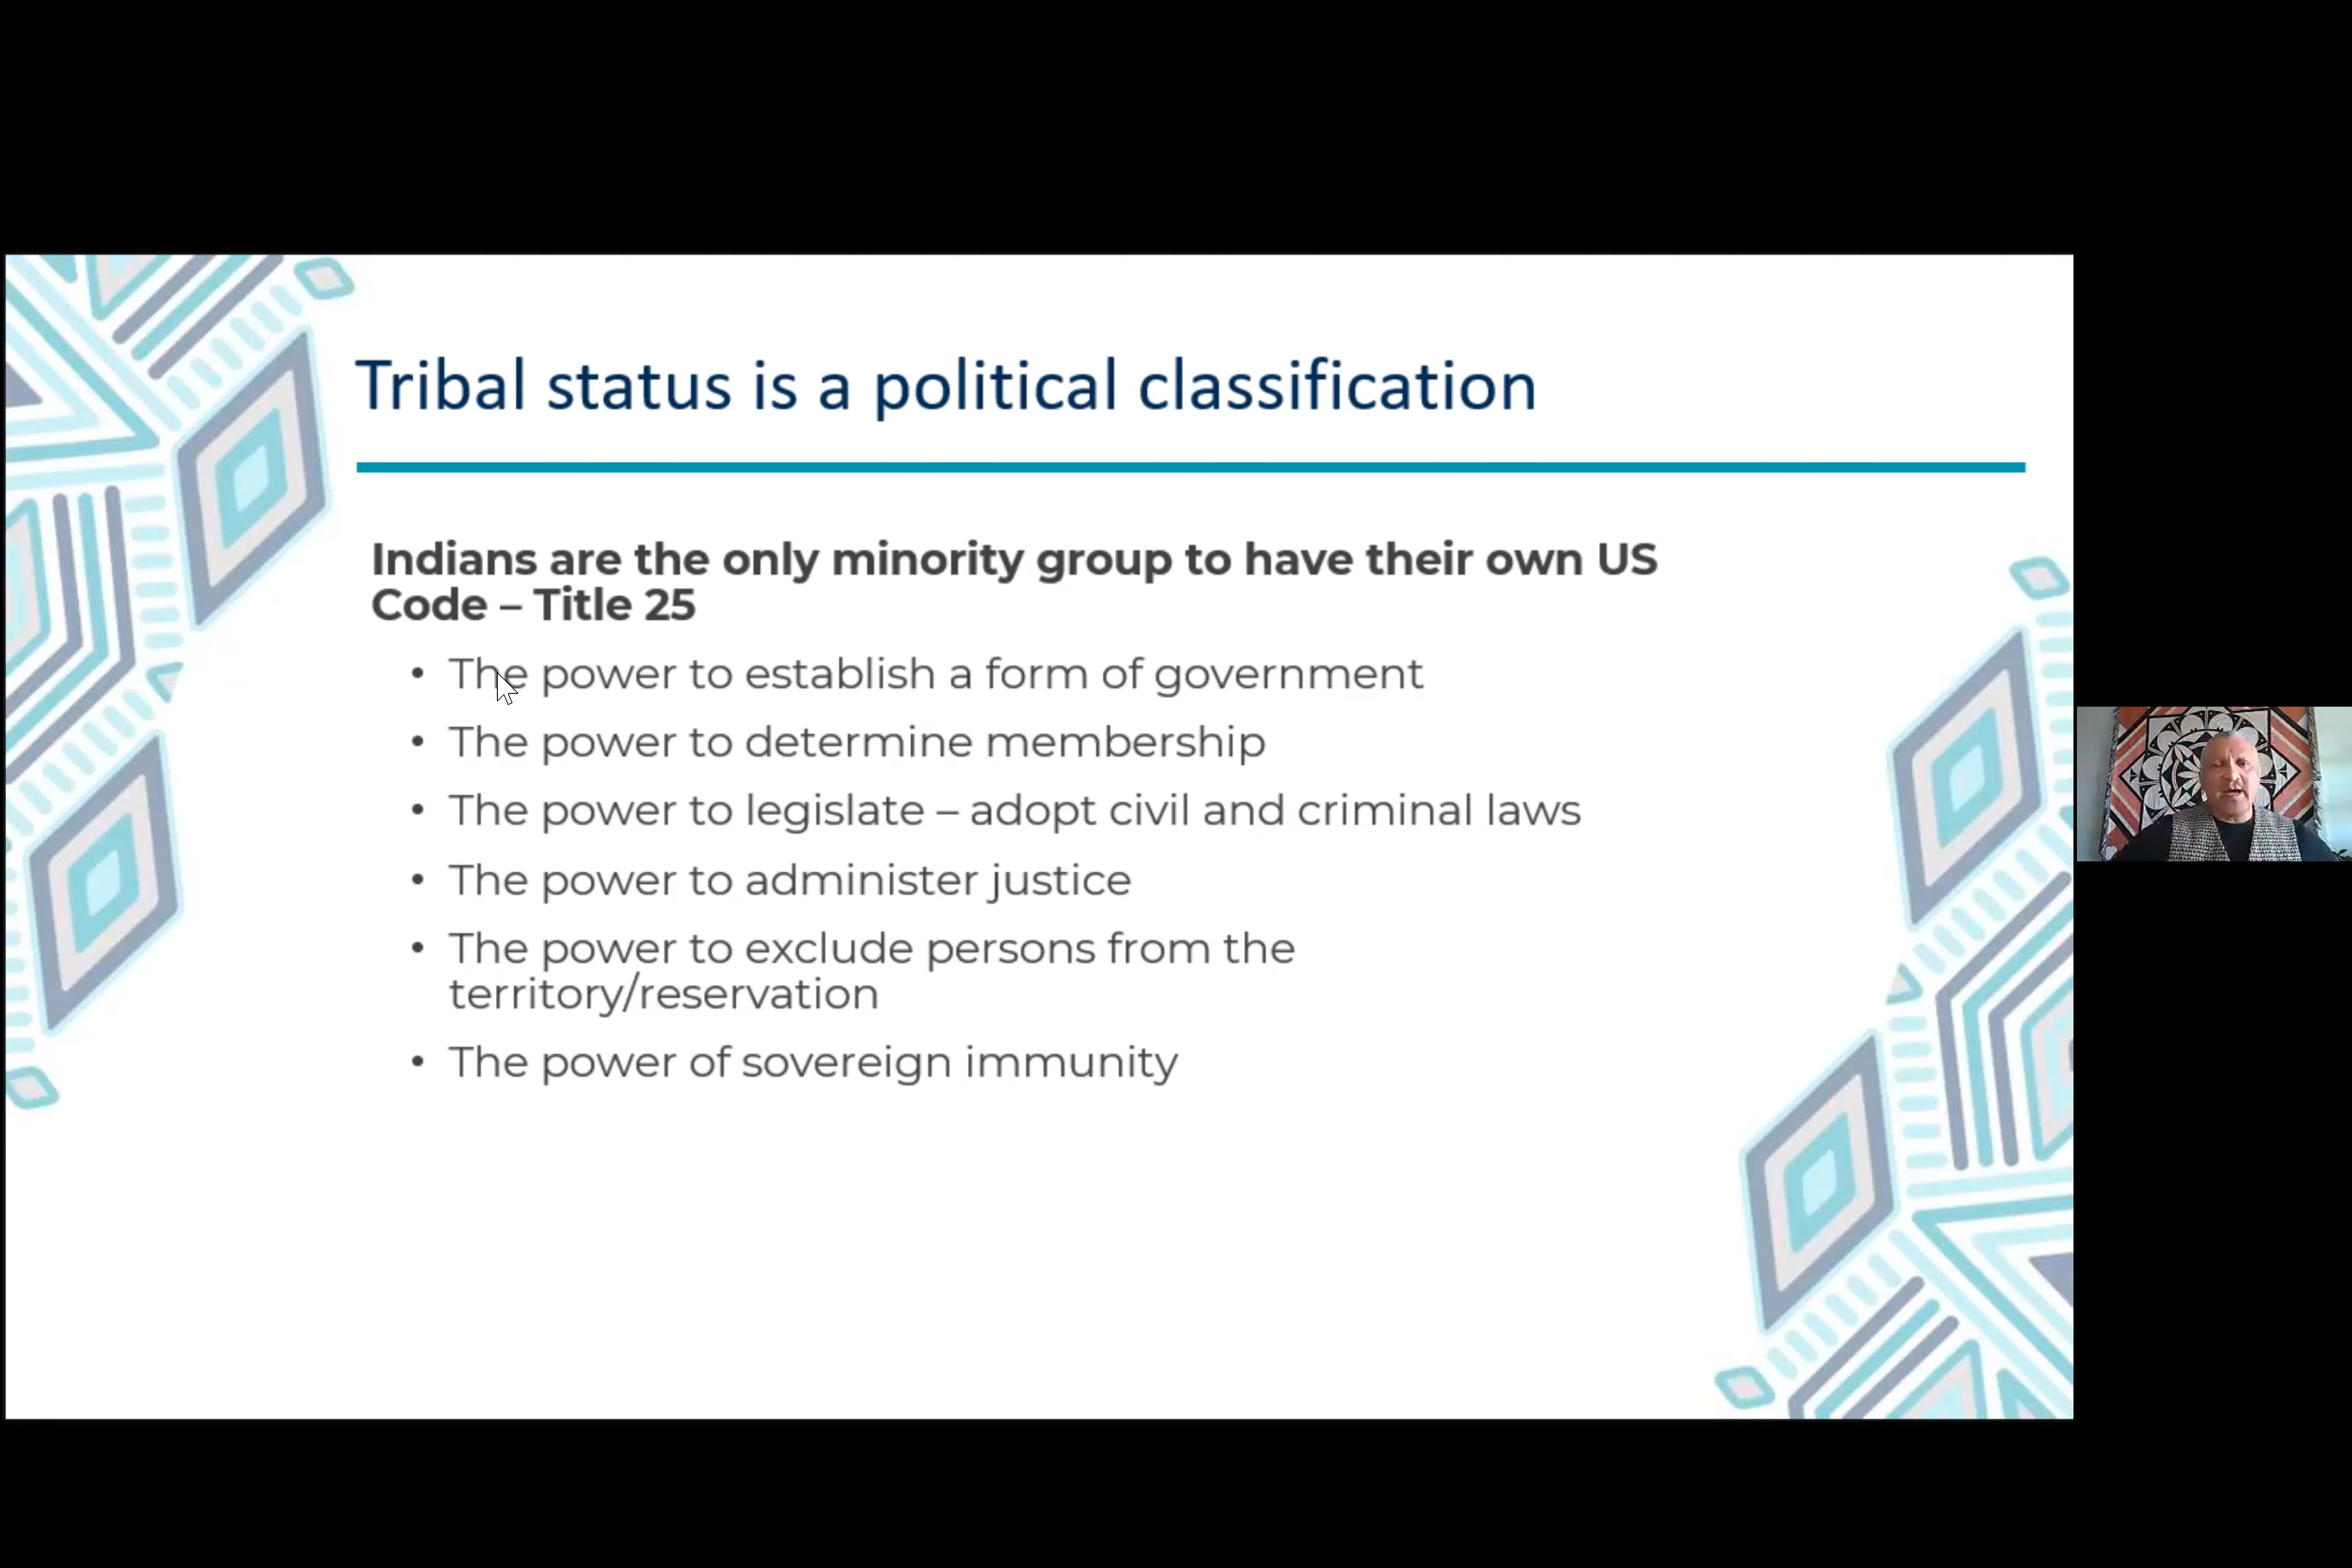 Tribal status is a political classification
Indians are the only minority group to have their own US
Code – Title 25
• The power to establish a form of government
• The power to determine membership
• The power to legislate – adopt civil and criminal laws
• The power to administer justice
• The power to exclude persons from the
territory/reservation
• The power of sovereign immunity